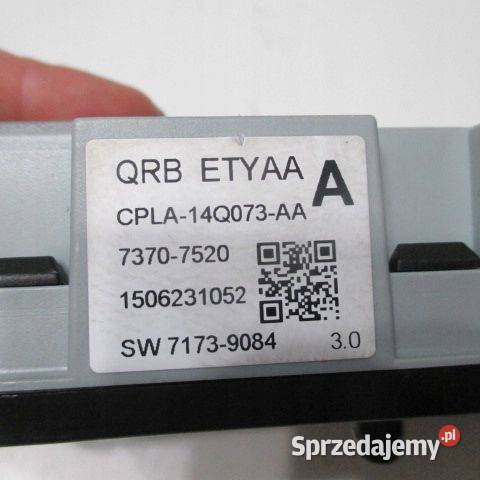 QRB ETYAA A
CPLA-14Q073-AA
7370-7520
1506231052
SW 7173-9084 3.0
Sprzedajemy.pl